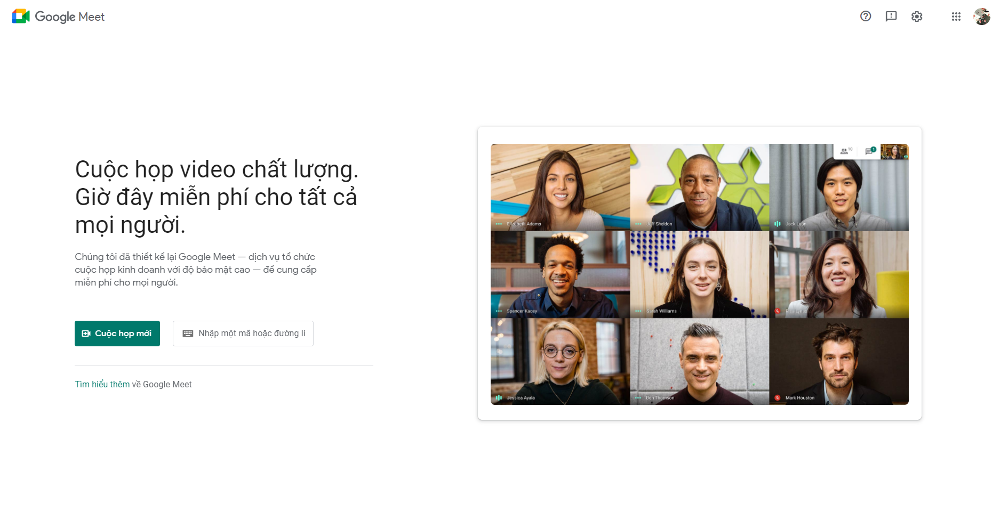 Google Meet
Cuộc họp video chất lượng.
Giờ đây miễn phí cho tất cả
mọi người.
Chúng tôi đã thiết kế lại Google Meet — dịch vụ tổ chức
cuộc họp kinh doanh với độ bảo mật cao — để cung cấp
miễn phí cho mọi người.
Cuộc họp mới
Nhập một mã hoặc đường li
Tìm hiểu thêm về Google Meet
10
1
You
Elizabeth Adams
Jeff Sheldon
Jack Luan
Spencer Kacey
Sarah Williams
Lynes
Jessica Ayala
Ben Thomson
Mark Houston